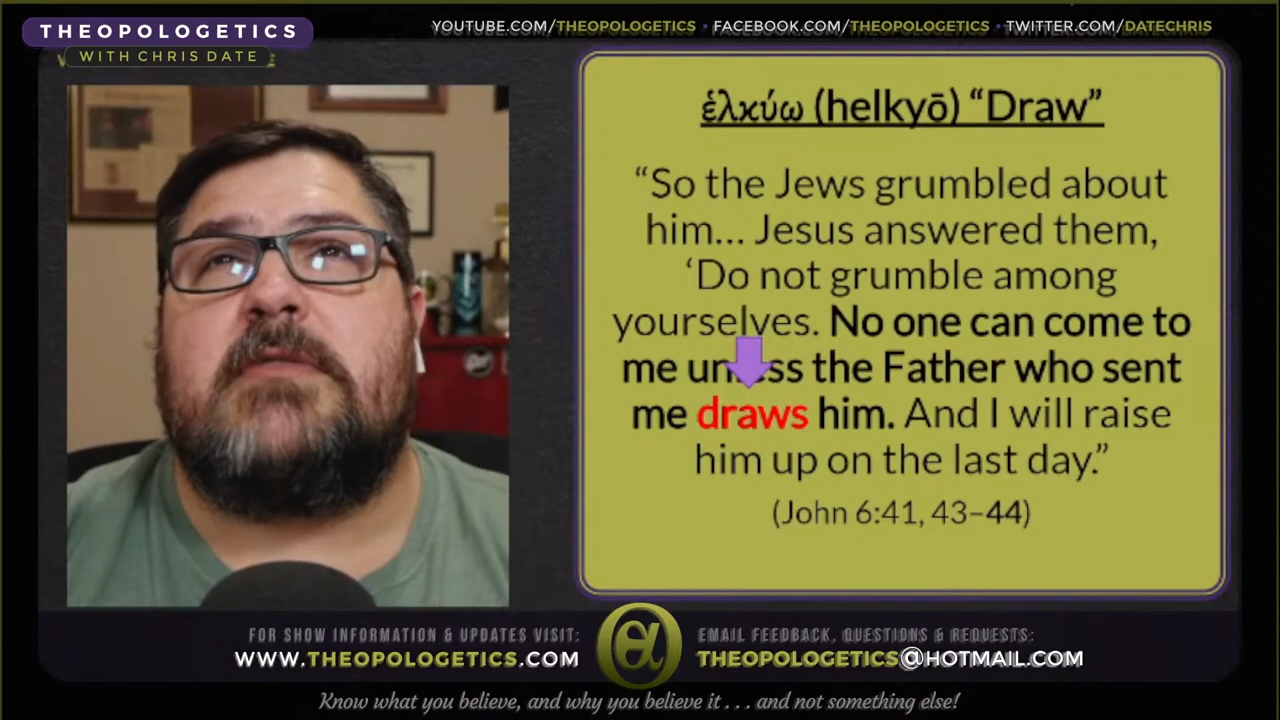 THEOPOLOGETICS
WITH CHRIS DATE
YOUTUBE.COM/THEOPOLOGETICS • FACEBOOK.COM/THEOPOLOGETICS • TWITTER.COM/DATECHRIS
ἑλκύω (helkyō) “Draw”
“So the Jews grumbled about
him… Jesus answered them,
‘Do not grumble among
yourselves. No one can come to
me unless the Father who sent
me draws him. And I will raise
him up on the last day.”
(John 6:41, 43–44)
FOR SHOW INFORMATION & UPDATES VISIT:
WWW.THEOPOLOGETICS.COM
EMAIL FEEDBACK, QUESTIONS & REQUESTS:
THEOPOLOGETICS@HOTMAIL.COM
Know what you believe, and why you believe it . . . and not something else!